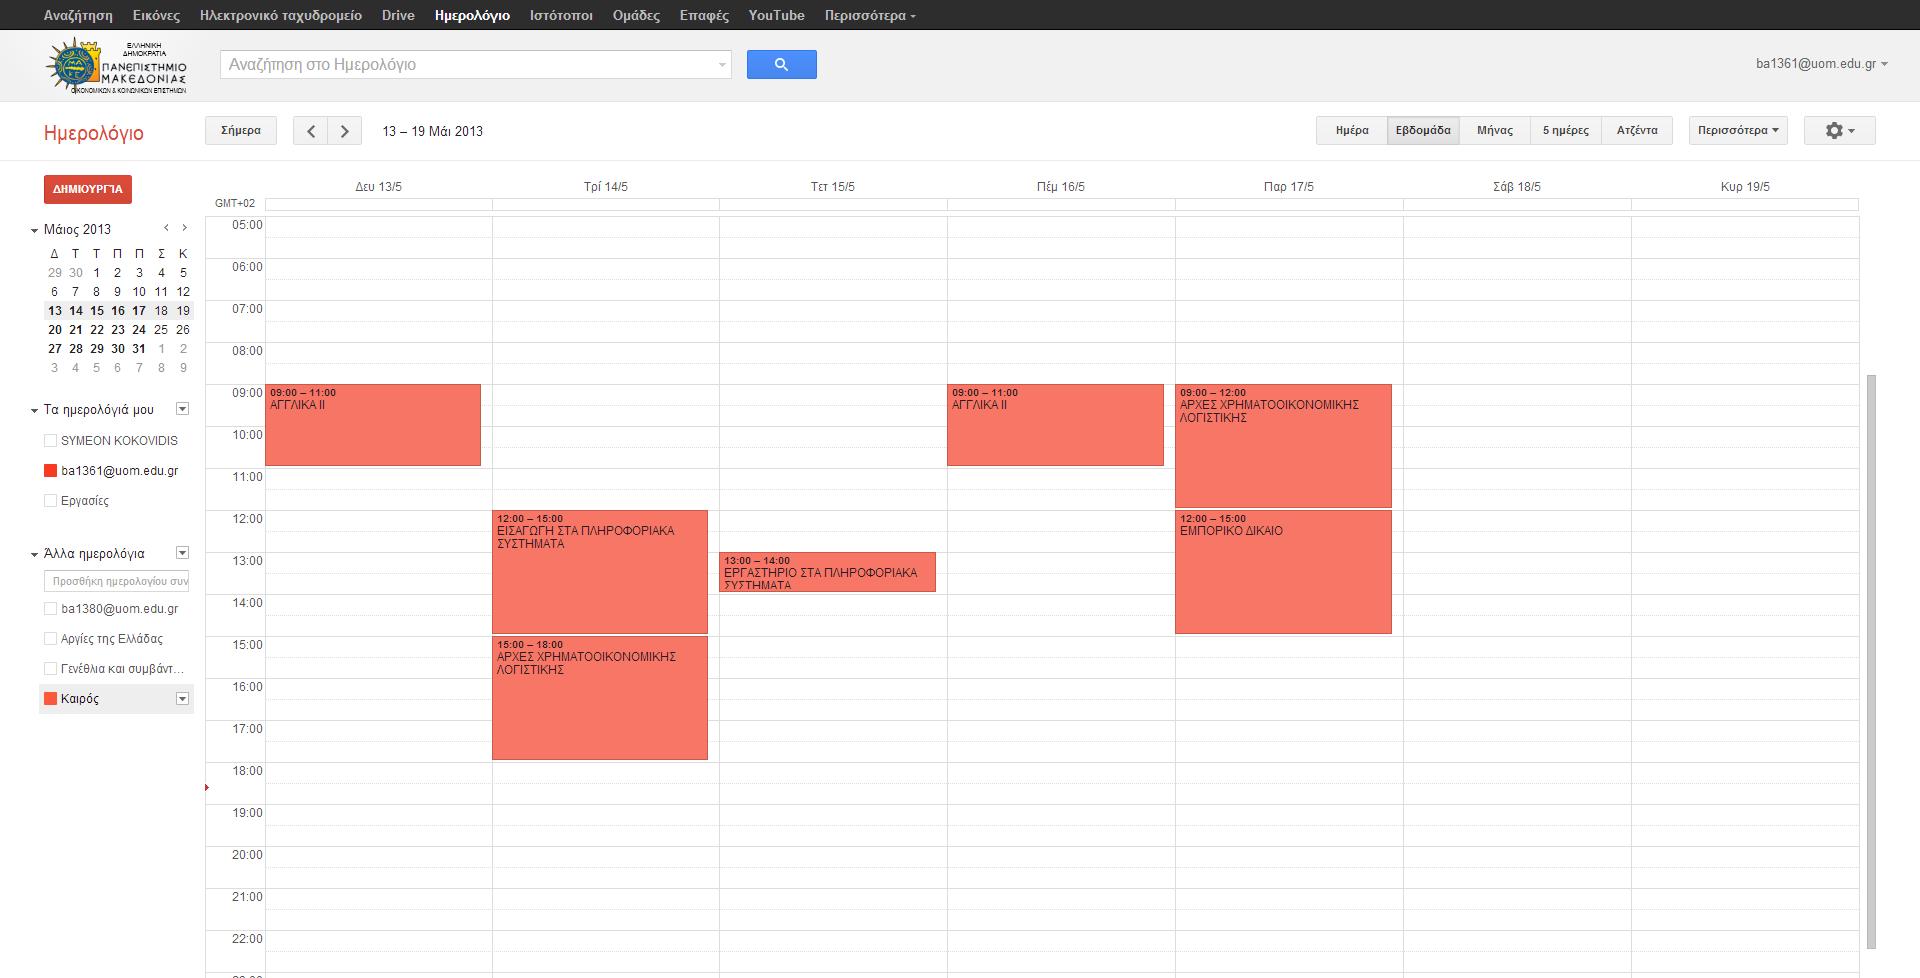 Αναζήτηση Εικόνες Ηλεκτρονικό ταχυδρομείο Drive Ημερολόγιο Ιστότοποι Ομάδες Επαφές YouTube Περισσότερα
ΕΛΛΗΝΙΚΗ
ΔΗΜΟΚΡΑΤΙΑ
ΠΑΝΕΠΙΣΤΗΜΙΟ
ΜΑΚΕΔΟΝΙΑΣ
ΟΙΚΟΝΟΜΙΚΩΝ & ΚΟΙΝΩΝΙΚΩΝ ΕΠΙΣΤΗΜΩΝ
Αναζήτηση στο Ημερολόγιο
ba1361@uom.edu.gr
Ημερολόγιο
Σήμερα
13 – 19 Μάι 2013
Ημέρα Εβδομάδα Μήνας 5 ημέρες Ατζέντα Περισσότερα
ΔΗΜΙΟΥΡΓΊΑ
Μάιος 2013
Δ Τ Τ Π Π Σ Κ
29 30 1 2 3 4 5
6 7 8 9 10 11 12
13 14 15 16 17 18 19
20 21 22 23 24 25 26
27 28 29 30 31 1 2
3 4 5 6 7 8 9
Τα ημερολόγιά μου
SYMEON KOKOVIDIS
ba1361@uom.edu.gr
Εργασίες
Άλλα ημερολόγια
Προσθήκη ημερολογίου συν
ba1380@uom.edu.gr
Αργίες της Ελλάδας
Γενέθλια και συμβάντ...
Καιρός
Δευ 13/5 Τρί 14/5 Τετ 15/5 Πέμ 16/5 Παρ 17/5 Σάβ 18/5 Κυρ 19/5
GMT+02
05:00
06:00
07:00
08:00
09:00
10:00
11:00
12:00
13:00
14:00
15:00
16:00
17:00
18:00
19:00
20:00
21:00
22:00
09:00 – 11:00
ΑΓΓΛΙΚΑ ΙΙ
12:00 – 15:00
ΕΙΣΑΓΩΓΗ ΣΤΑ ΠΛΗΡΟΦΟΡΙΑΚΑ
ΣΥΣΤΗΜΑΤΑ
15:00 – 18:00
ΑΡΧΕΣ ΧΡΗΜΑΤΟΟΙΚΟΝΟΜΙΚΗΣ
ΛΟΓΙΣΤΙΚΗΣ
13:00 – 14:00
ΕΡΓΑΣΤΗΡΙΟ ΣΤΑ ΠΛΗΡΟΦΟΡΙΑΚΑ
ΣΥΣΤΗΜΑΤΑ
09:00 – 11:00
ΑΓΓΛΙΚΑ ΙΙ
09:00 – 12:00
ΑΡΧΕΣ ΧΡΗΜΑΤΟΟΙΚΟΝΟΜΙΚΗΣ
ΛΟΓΙΣΤΙΚΗΣ
12:00 – 15:00
ΕΜΠΟΡΙΚΟ ΔΙΚΑΙΟ